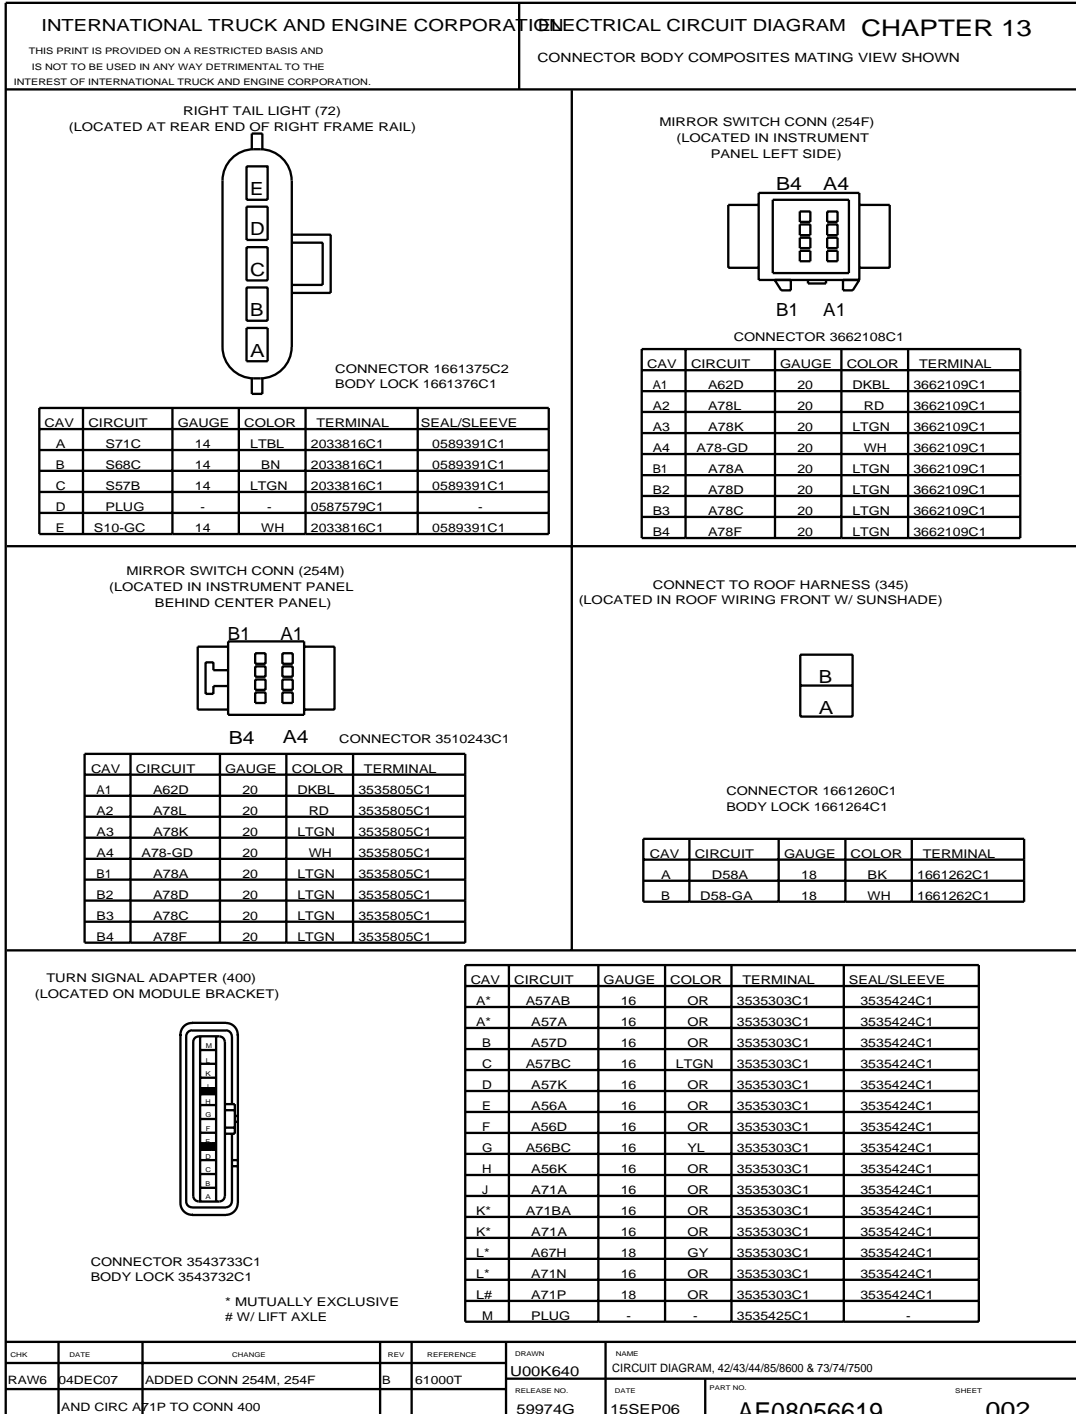 INTERNATIONAL TRUCK AND ENGINE CORPORATION
THIS PRINT IS PROVIDED ON A RESTRICTED BASIS AND
IS NOT TO BE USED IN ANY WAY DETRIMENTAL TO THE
INTEREST OF INTERNATIONAL TRUCK AND ENGINE CORPORATION.
ELECTRICAL CIRCUIT DIAGRAM CHAPTER 13
CONNECTOR BODY COMPOSITES MATING VIEW SHOWN
RIGHT TAIL LIGHT (72)
(LOCATED AT REAR END OF RIGHT FRAME RAIL)
E
D
C
B
A
CONNECTOR 1661375C2
BODY LOCK 1661376C1
CAV CIRCUIT GAUGE COLOR TERMINAL SEAL/SLEEVE
A S71C 14 LTBL 2033816C1 0589391C1
B S68C 14 BN 2033816C1 0589391C1
C S57B 14 LTGN 2033816C1 0589391C1
D PLUG - - 0587579C1 -
E S10-GC 14 WH 2033816C1 0589391C1
MIRROR SWITCH CONN (254F)
(LOCATED IN INSTRUMENT
PANEL LEFT SIDE)
B4 A4
B1 A1
CONNECTOR 3662108C1
CAV CIRCUIT GAUGE COLOR TERMINAL
A1 A62D 20 DKBL 3662109C1
A2 A78L 20 RD 3662109C1
A3 A78K 20 LTGN 3662109C1
A4 A78-GD 20 WH 3662109C1
B1 A78A 20 LTGN 3662109C1
B2 A78D 20 LTGN 3662109C1
B3 A78C 20 LTGN 3662109C1
B4 A78F 20 LTGN 3662109C1
MIRROR SWITCH CONN (254M)
(LOCATED IN INSTRUMENT PANEL
BEHIND CENTER PANEL)
B1 A1
B4 A4
CONNECTOR 3510243C1
CAV CIRCUIT GAUGE COLOR TERMINAL
A1 A62D 20 DKBL 3535805C1
A2 A78L 20 RD 3535805C1
A3 A78K 20 LTGN 3535805C1
A4 A78-GD 20 WH 3535805C1
B1 A78A 20 LTGN 3535805C1
B2 A78D 20 LTGN 3535805C1
B3 A78C 20 LTGN 3535805C1
B4 A78F 20 LTGN 3535805C1
CONNECT TO ROOF HARNESS (345)
(LOCATED IN ROOF WIRING FRONT W/ SUNSHADE)
B
A
CONNECTOR 1661260C1
BODY LOCK 1661264C1
CAV CIRCUIT GAUGE COLOR TERMINAL
A D58A 18 BK 1661262C1
B D58-GA 18 WH 1661262C1
TURN SIGNAL ADAPTER (400)
(LOCATED ON MODULE BRACKET)
M
L
K
J
H
G
F
E
D
C
B
A
CONNECTOR 3543733C1
BODY LOCK 3543732C1
* MUTUALLY EXCLUSIVE
# W/ LIFT AXLE
CAV CIRCUIT GAUGE COLOR TERMINAL SEAL/SLEEVE
A* A57AB 16 OR 3535303C1 3535424C1
A* A57A 16 OR 3535303C1 3535424C1
B A57D 16 OR 3535303C1 3535424C1
C A57BC 16 LTGN 3535303C1 3535424C1
D A57K 16 OR 3535303C1 3535424C1
E A56A 16 OR 3535303C1 3535424C1
F A56D 16 OR 3535303C1 3535424C1
G A56BC 16 YL 3535303C1 3535424C1
H A56K 16 OR 3535303C1 3535424C1
J A71A 16 OR 3535303C1 3535424C1
K* A71BA 16 OR 3535303C1 3535424C1
K* A71A 16 OR 3535303C1 3535424C1
L* A67H 18 GY 3535303C1 3535424C1
L* A71N 16 OR 3535303C1 3535424C1
L# A71P 18 OR 3535303C1 3535424C1
M PLUG - - 3535425C1 -
CHK DATE CHANGE REV REFERENCE
RAW6 04DEC07 ADDED CONN 254M, 254F B 61000T
AND CIRC A71P TO CONN 400
DRAWN
U00K640
NAME
CIRCUIT DIAGRAM, 42/43/44/85/8600 & 73/74/7500
RELEASE NO.
59974G
DATE
15SEP06
PART NO.
AE08056619
SHEET
002